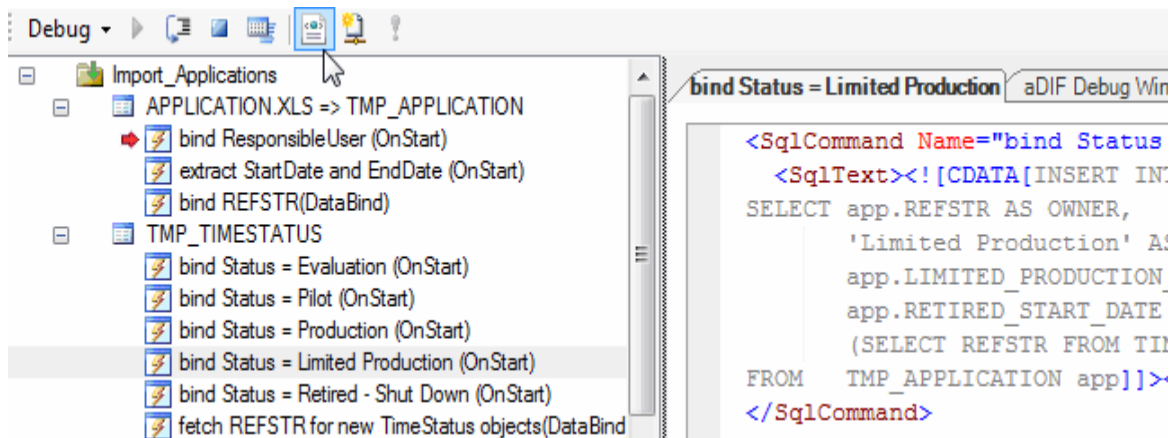 Debug
Import_Applications
APPLICATION.XLS => TMP_APPLICATION
bind ResponsibleUser (OnStart)
extract StartDate and EndDate (OnStart)
bind REFSTR(DataBind)
TMP_TIMESTATUS
bind Status = Evaluation (OnStart)
bind Status = Pilot (OnStart)
bind Status = Production (OnStart)
bind Status = Limited Production (OnStart)
bind Status = Retired - Shut Down (OnStart)
fetch REFSTR for new TimeStatus objects(DataBind
bind Status = Limited Production aDIF Debug Win
<SqlCommand Name="bind Status
<SqlText><![CDATA[INSERT INT
SELECT app.REFSTR AS OWNER,
'Limited Production' AS
app.LIMITED_PRODUCTION_
app.RETIRED_START_DATE
(SELECT REFSTR FROM TIM
FROM TMP_APPLICATION app]]><
</SqlCommand>